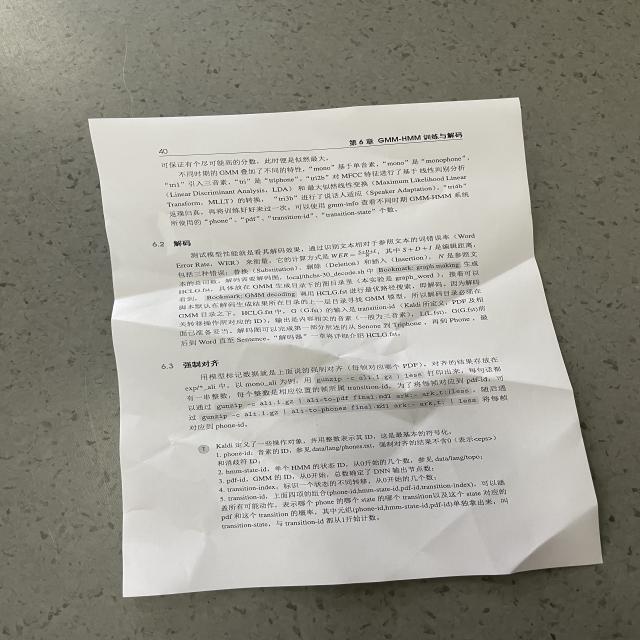 40
第 6 章 GMM-HMM 训练与解码
可保证有个尽可能高的分数，此时便是似然最大。
不同时期的 GMM 叠加了不同的特性，"mono" 基于单音素，"mono" 是 "monophone"，
"tri1" 引入三音素，"tri" 是 "triphone"，"tri2b" 对 MFCC 特征进行了基于 线性判别分析
(Linear Discriminant Analysis，LDA) 和 最大似然线性变换 (Maximum Likelihood Linear
Transform，MLLT) 的转换， "tri3b" 进行了说话人适应 (Speaker Adaptation)，"tri4b"
返璞归真，再将训练好好来过一次。可以使用 gmm-info 查看不同时期 GMM-HMM 系统
所使用的 "phone"、"pdf"、"transition-id"、"transition-state" 个数。
6.2 解码
测试模型性能就是看其解码效果，通过识别文本相对于参照文本的词错误率 (Word
Error Rate，WER) 来衡量。它的计算方式是 WER = S+D+I/N，其中 S + D + I 是编辑距离，
包括三种错误：替换 (Substitution)、删除 (Deletion) 和插入 (Insertion)，N 是参照文
本的总词数。解码需要解码图，local/thchs-30_decode.sh 中 Bookmark: graph making 生成
HCLG.fst，具体放在 GMM 生成目录下的图目录里 (本实验是 graph_word )，接着可以
看到， Bookmark: GMM decoding 调用 HCLG.fst 进行最优路径搜索，即解码，因为解码
脚本默认在解码生成结果所在目录的上一层目录寻找 GMM 模型，所以解码目录必须在
GMM 目录之下。HCLG.fst 中，G (G.fst) 的输入是 transition-id (Kaldi 所定义，PDF 及相
关转移操作所对应的 ID)，输出是内容相关的音素 (一般为三音素)，L(L.fst)、G(G.fst)前
面已有多提及，解码图可以完成第一部分所述的从 Senone 到 Triphone，再到 Phone，最
后到 Word 直至 Sentence，"解码器" 一章将详细介绍 HCLG.fst。
6.3 强制对齐
用模型标记数据就是上面说的强制对齐 (每帧对应哪个 PDF)，对齐的结果存放在
exp/*_ali 中，以 mono_ali 为例，用 gunzip -c ali.1.gz | less 打印出来，每句话都
有一串整数，每个整数是相应位置的帧所属 transition-id。为了将每帧对应到 pdf-id，可
以通过 gunzip -c ali.1.gz | ali-to-pdf final.mdl ark:- ark,t:|less，随后通
过 gunzip -c ali.1.gz | ali-to-phones final.mdl ark:- ark,t: | less 将每帧
对应到 phone-id。
Kaldi 定义了一些操作对象，并用整数表示其 ID，这是最基本的符号化。
1. phone-id，音素的 ID，参见 data/lang/phones.txt，强制对齐的结果不含0 (表示<eps>)
和消歧符 ID。
2. hmm-state-id，单个 HMM 的状态 ID，从0开始的几个数，参见 data/lang/topo；
3. pdf-id，GMM 的 ID，从0开始，总数确定了 DNN 输出节点数；
4. transition-index，标识一个状态的不同转移，从0开始的几个数；
5. transition-id，上面四项的组合(phone-id,hmm-state-id,pdf-id,transition-index)，可以涵
盖所有可能动作，表示哪个 phone 的哪个 state 的哪个 transition以及这个 state 对应的
pdf 和这个 transition 的概率，其中元组(phone-id,hmm-state-id,pdf-id)单独拿出来，叫
transition-state，与 transition-id 都从1开始计数。